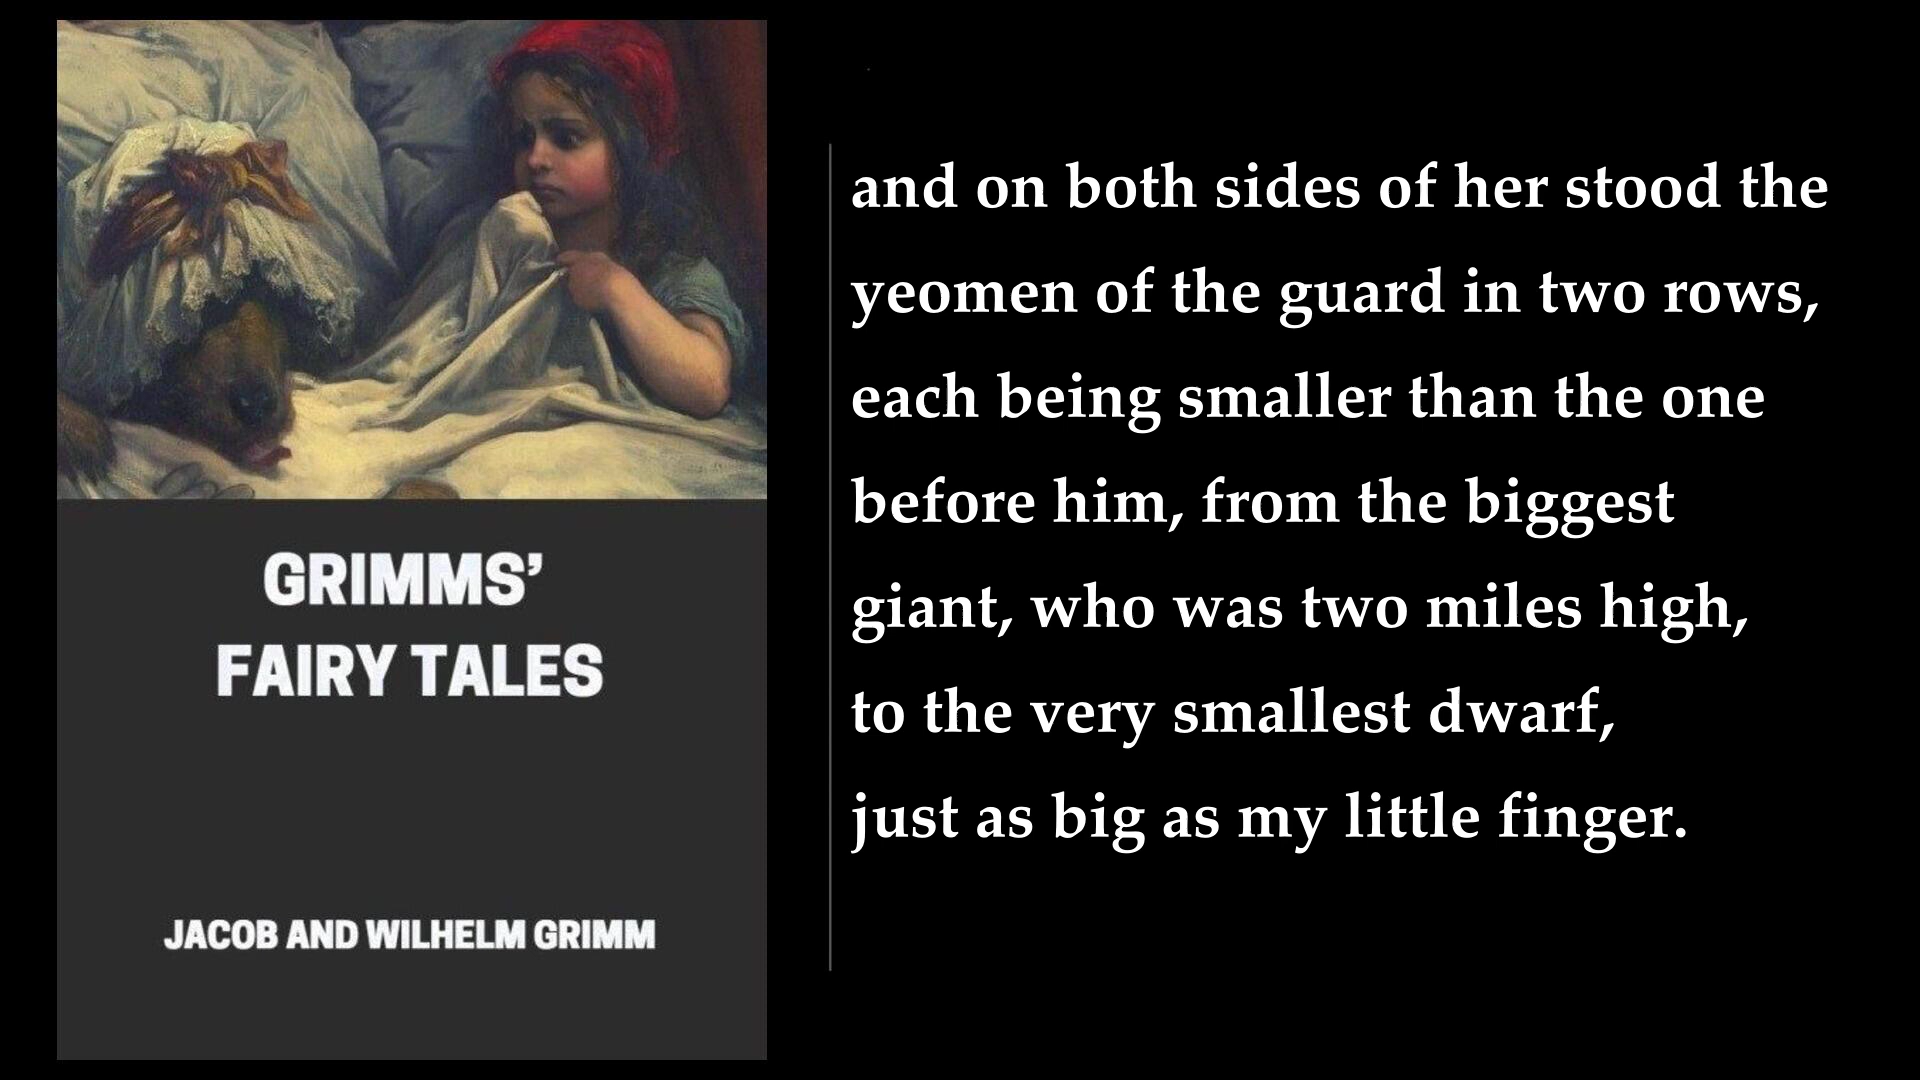 GRIMMS’
FAIRY TALES
JACOB AND WILHELM GRIMM
and on both sides of her stood the
yeomen of the guard in two rows,
each being smaller than the one
before him, from the biggest
giant, who was two miles high,
to the very smallest dwarf,
just as big as my little finger.